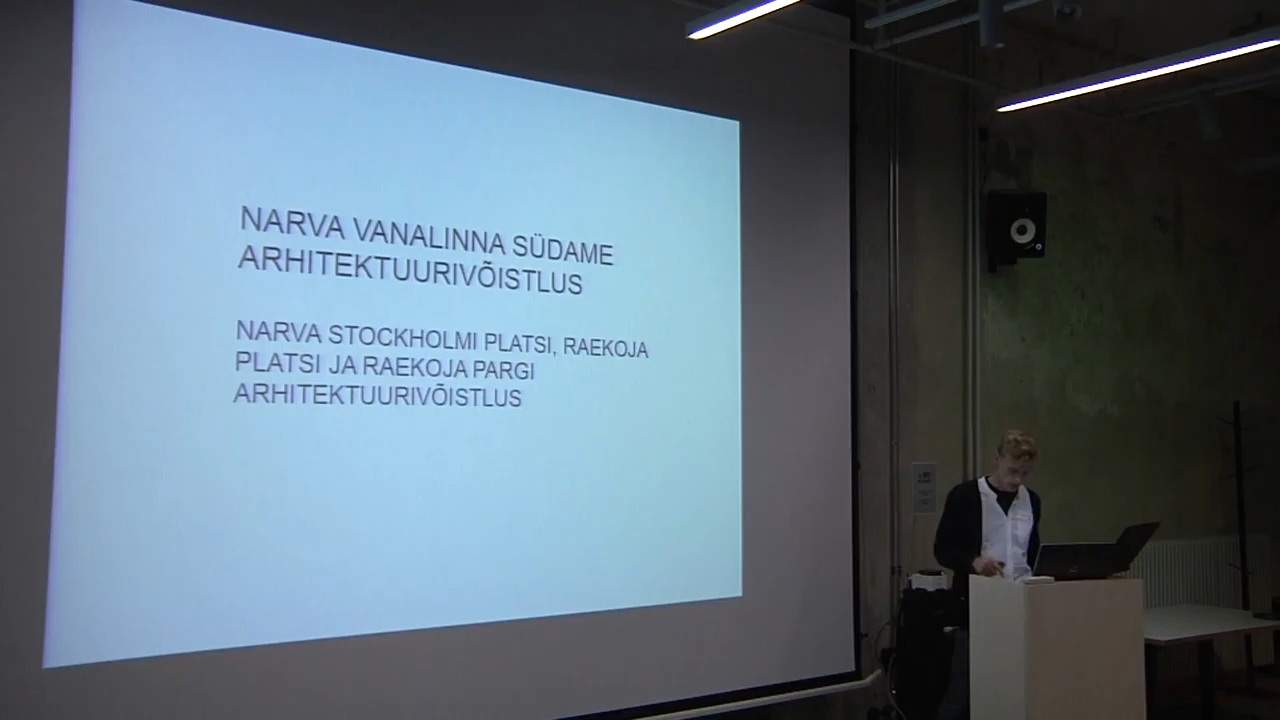 NARVA VANALINNA SÜDAME
ARHITEKTUURIVÕISTLUS
NARVA STOCKHOLMI PLATSI, RAEKOJA
PLATSI JA RAEKOJA PARGI
ARHITEKTUURIVÕISTLUS